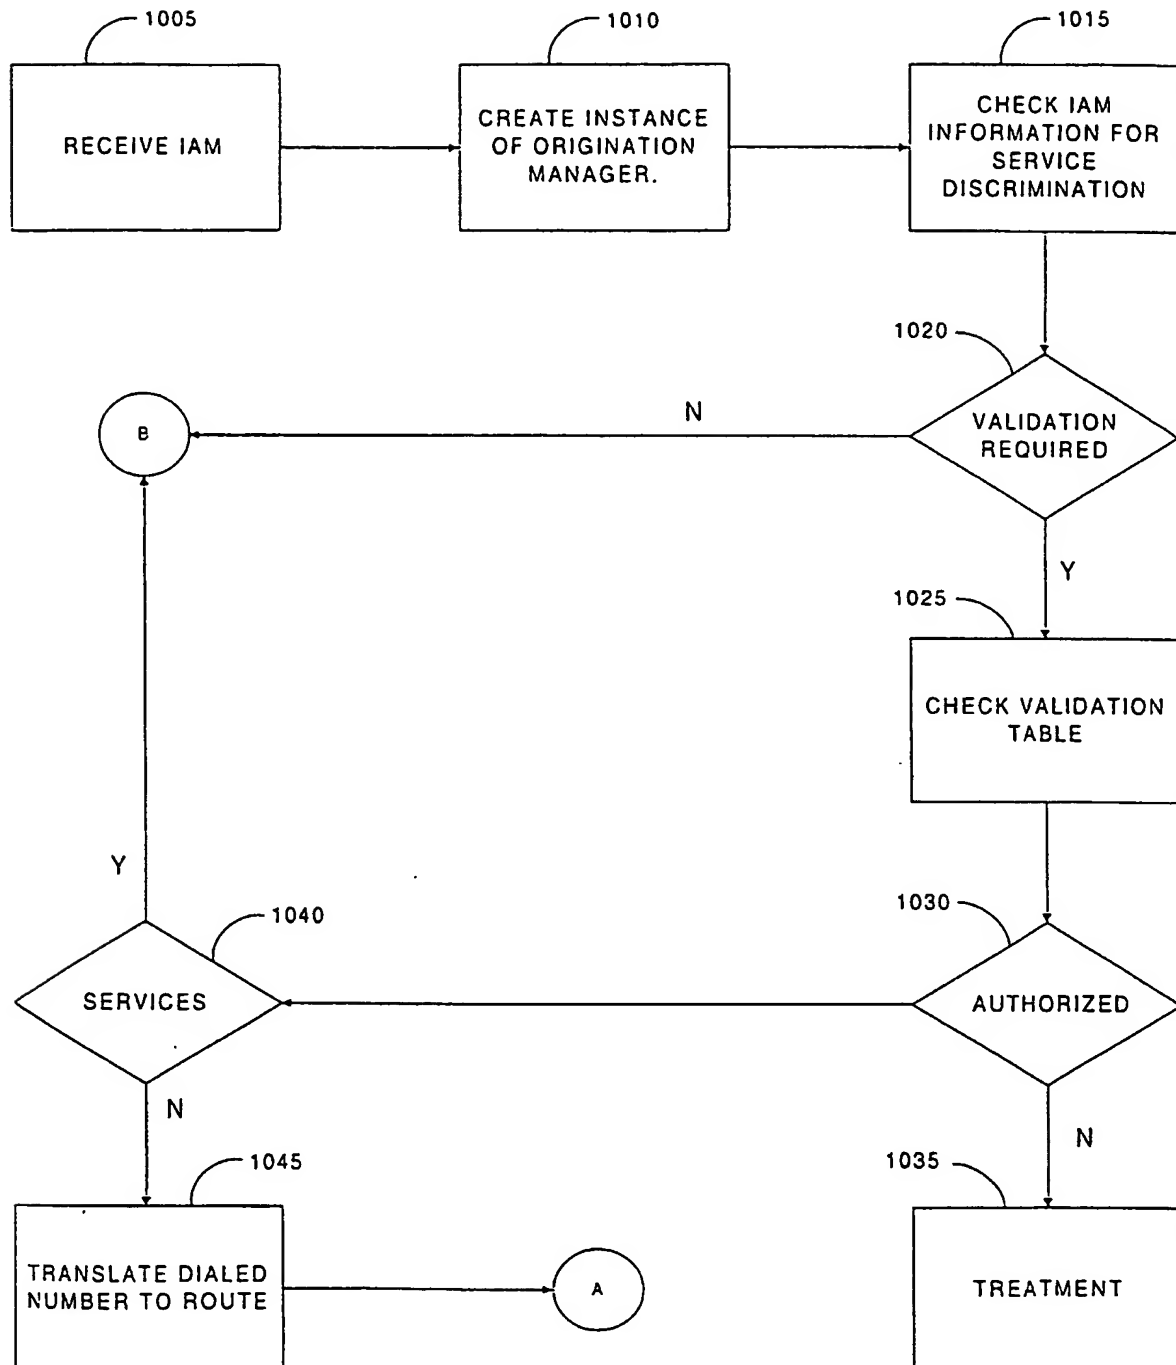 1005
1010
1015
RECEIVE IAM
CREATE INSTANCE
OF ORIGINATION
MANAGER.
CHECK IAM
INFORMATION FOR
SERVICE
DISCRIMINATION
1020
B
N
VALIDATION
REQUIRED
Y
1025
CHECK VALIDATION
TABLE
Y
1040
1030
SERVICES
AUTHORIZED
N
N
1045
1035
TRANSLATE DIALED
NUMBER TO ROUTE
A
TREATMENT